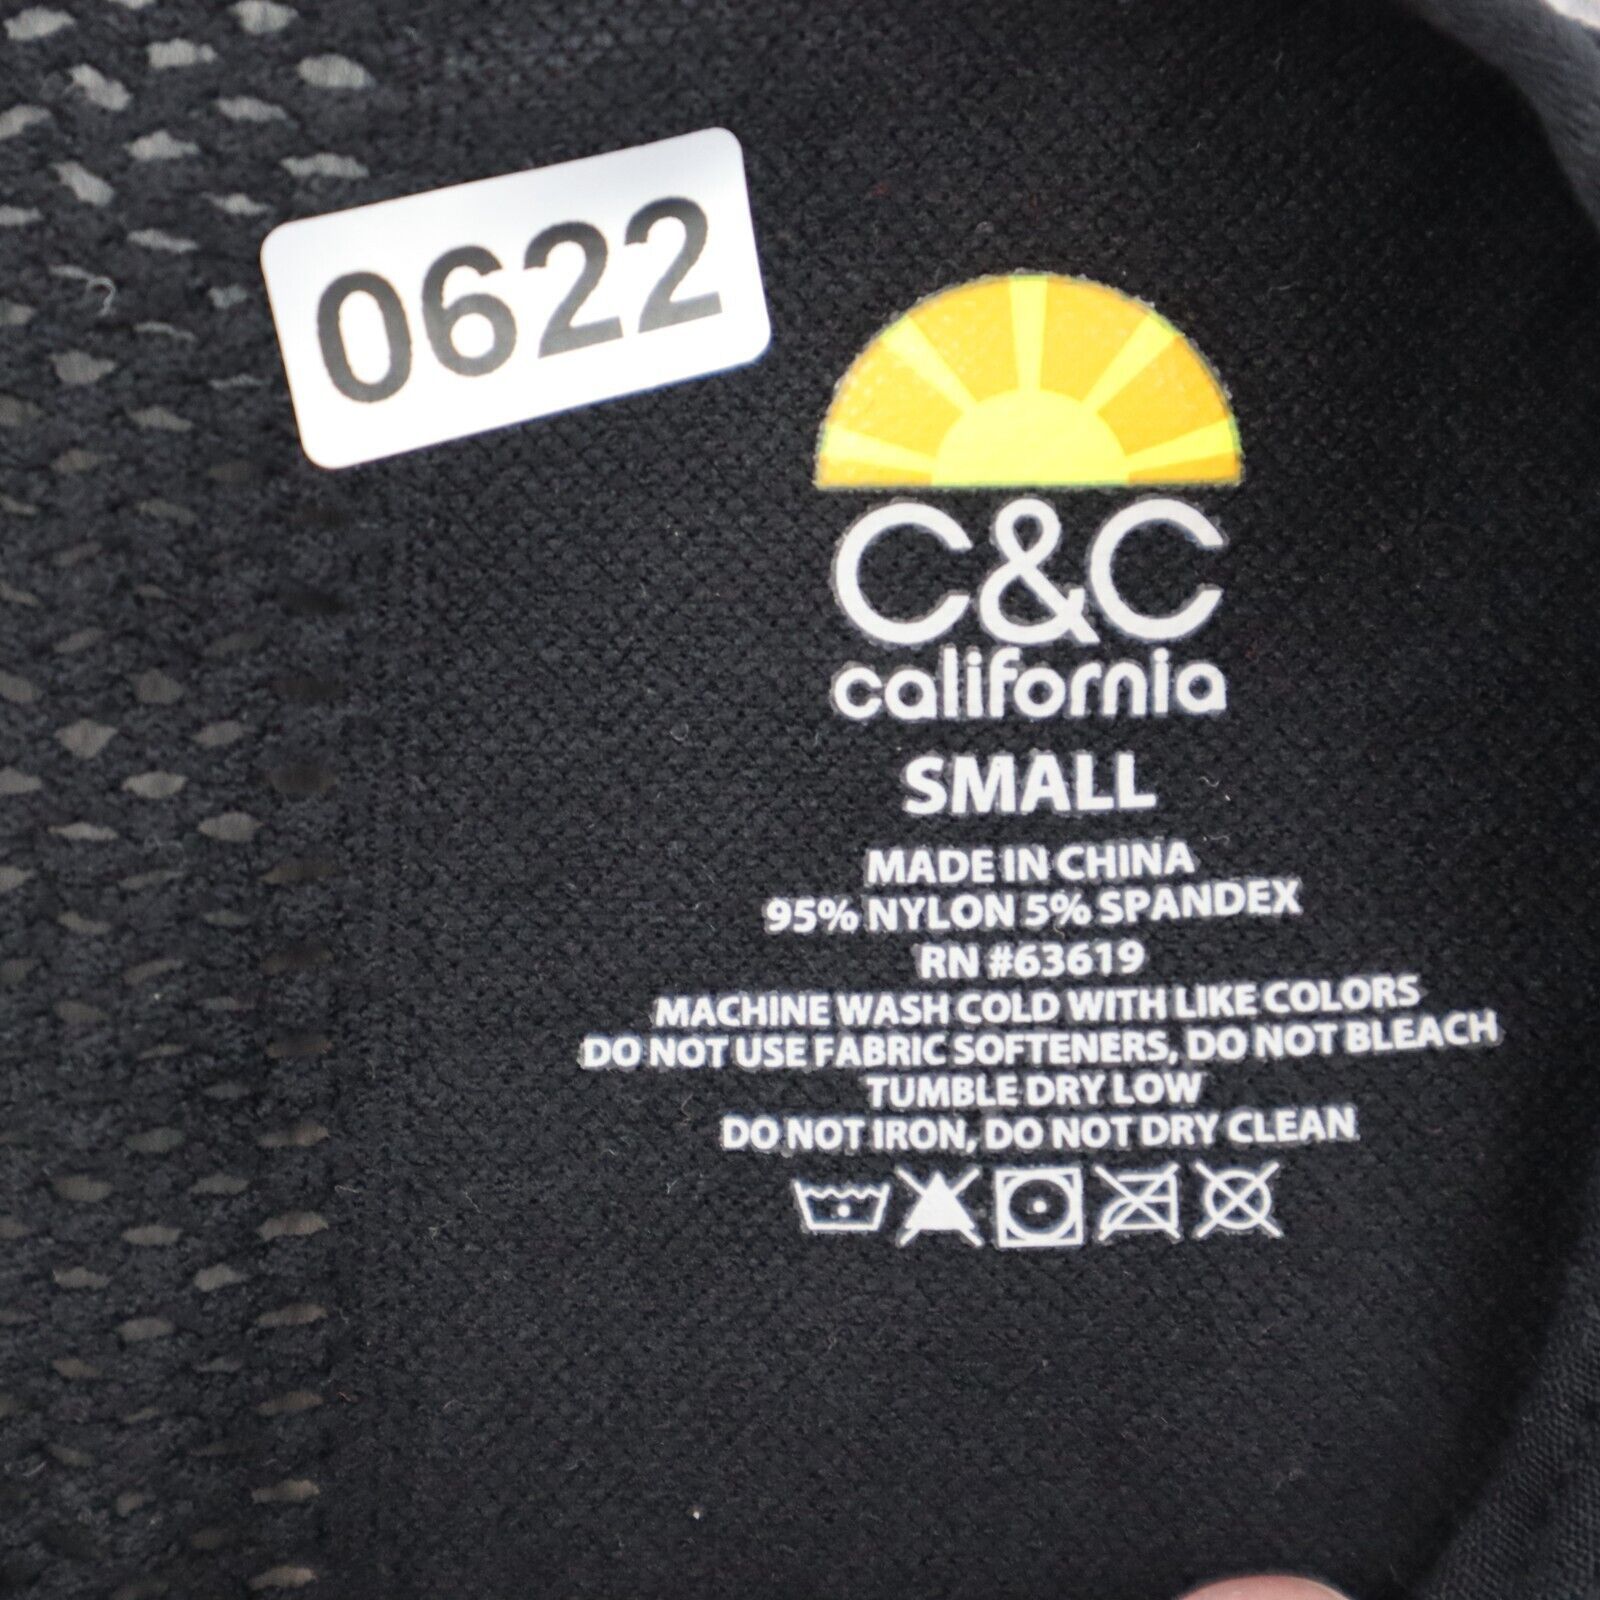 0622
C&C
california
SMALL
MADE IN CHINA
95% NYLON 5% SPANDEX
RN #63619
MACHINE WASH COLD WITH LIKE COLORS
DO NOT USE FABRIC SOFTENERS, DO NOT BLEACH
TUMBLE DRY LOW
DO NOT IRON, DO NOT DRY CLEAN